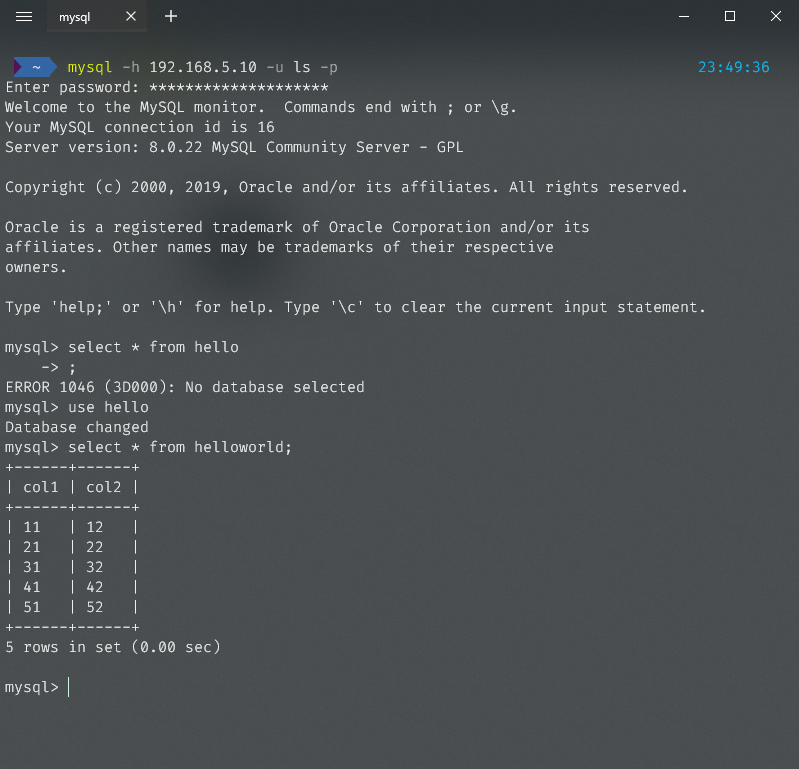 mysql
~ mysql -h 192.168.5.10 -u ls -p 23:49:36
Enter password: ********************
Welcome to the MySQL monitor.  Commands end with ; or \g.
Your MySQL connection id is 16
Server version: 8.0.22 MySQL Community Server - GPL
Copyright (c) 2000, 2019, Oracle and/or its affiliates. All rights reserved.
Oracle is a registered trademark of Oracle Corporation and/or its
affiliates. Other names may be trademarks of their respective
owners.
Type 'help;' or '\h' for help. Type '\c' to clear the current input statement.
mysql> select * from hello
    -> ;
ERROR 1046 (3D000): No database selected
mysql> use hello
Database changed
mysql> select * from helloworld;
+------+------+
| col1 | col2 |
+------+------+
| 11   | 12   |
| 21   | 22   |
| 31   | 32   |
| 41   | 42   |
| 51   | 52   |
+------+------+
5 rows in set (0.00 sec)
mysql>